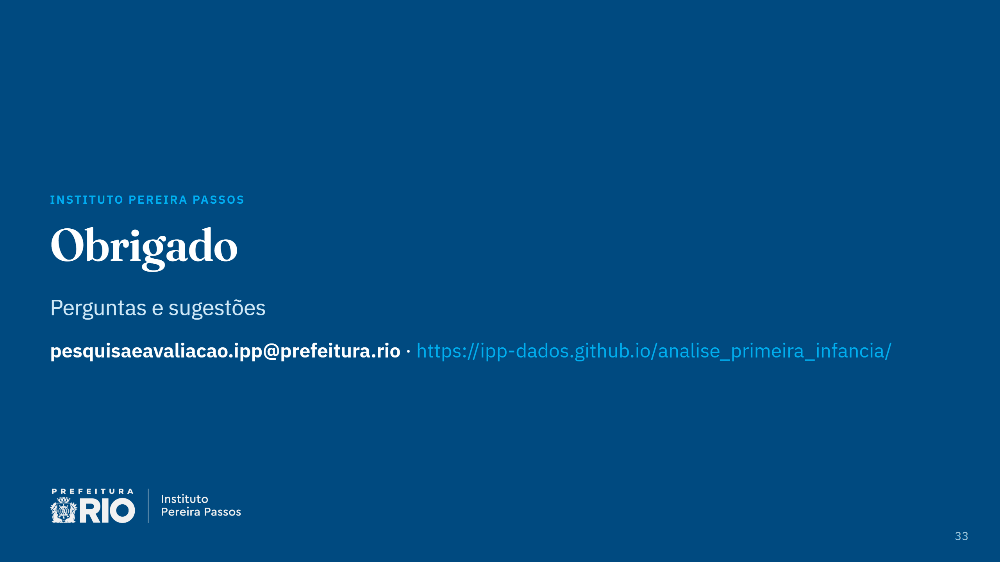 INSTITUTO PEREIRA PASSOS
Obrigado
Perguntas e sugestões
pesquisaeavaliacao.ipp@prefeitura.rio · https://ipp-dados.github.io/analise_primeira_infancia/
PREFEITURA
RIO
Instituto
Pereira Passos
33